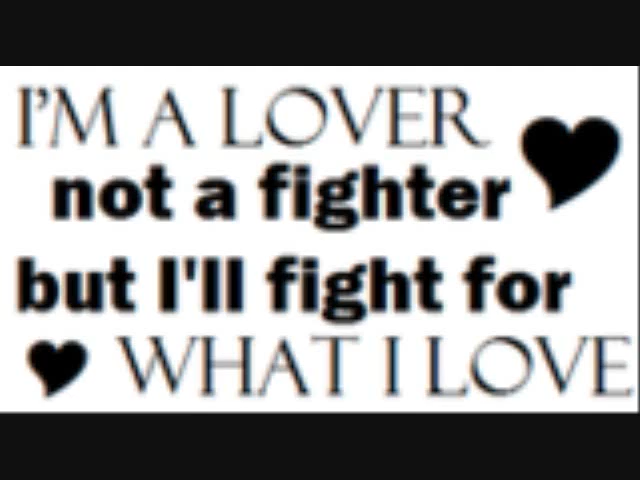 I'M A LOVER
not a fighter
but I'll fight for
WHAT I LOVE